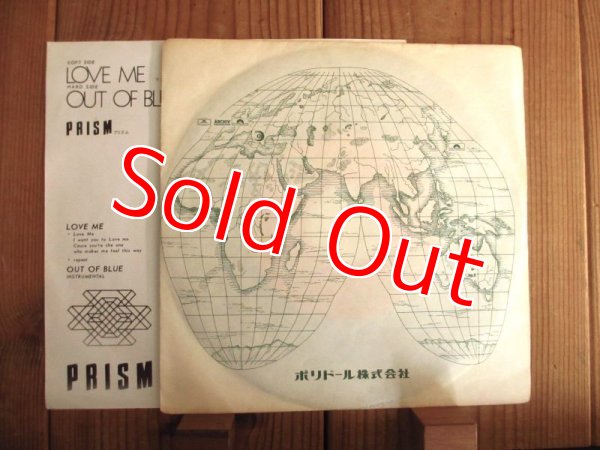 SOFT SIDE
LOVE ME
HARD SIDE
OUT OF BLU
PRISM プリズム
LOVE ME
Love Me
I want you to Love me
Cause you're the one
who makes me feel this way
repeat
OUT OF BLUE
INSTRUMENTAL
PRISM
ARCHIV
Sold Out
ポリドール株式会社